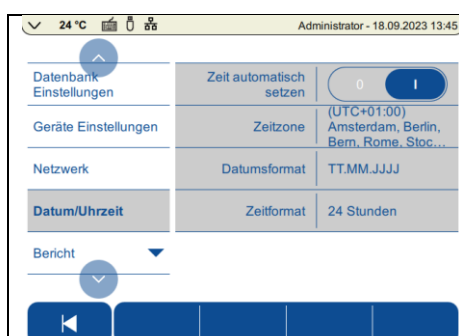 24 °C
Administrator - 18.09.2023 13:45
Datenbank
Einstellungen
Zeit automatisch
setzen
0
I
Geräte Einstellungen
Zeitzone
(UTC+01:00)
Amsterdam, Berlin,
Bern, Rome, Stoc...
Netzwerk
Datumsformat
TT.MM.JJJJ
Datum/Uhrzeit
Zeitformat
24 Stunden
Bericht